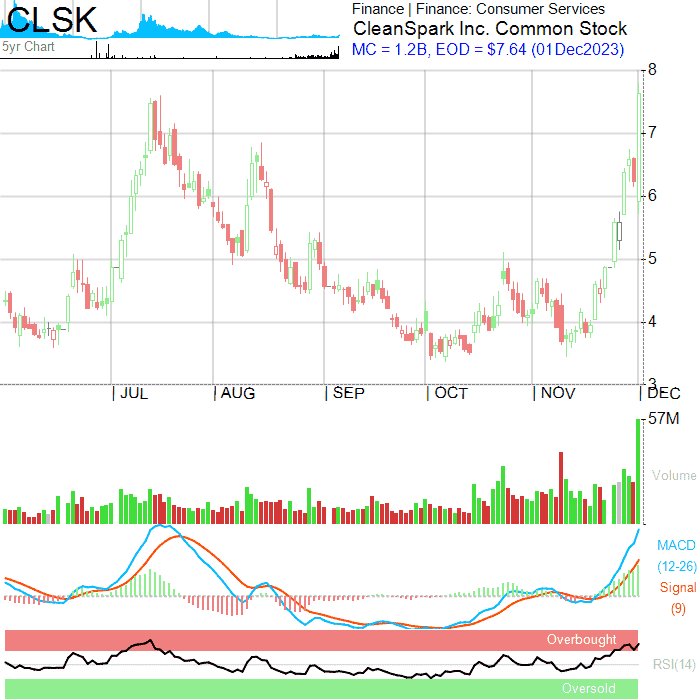 CLSK
5yr Chart
Finance | Finance: Consumer Services
CleanSpark Inc. Common Stock
MC = 1.2B, EOD = $7.64 (01Dec2023)
8
7
6
5
4
3
| JUL | AUG | SEP | OCT | NOV | DEC
57M
Volume
MACD
(12-26)
Signal
(9)
Overbought
RSI(14)
Oversold